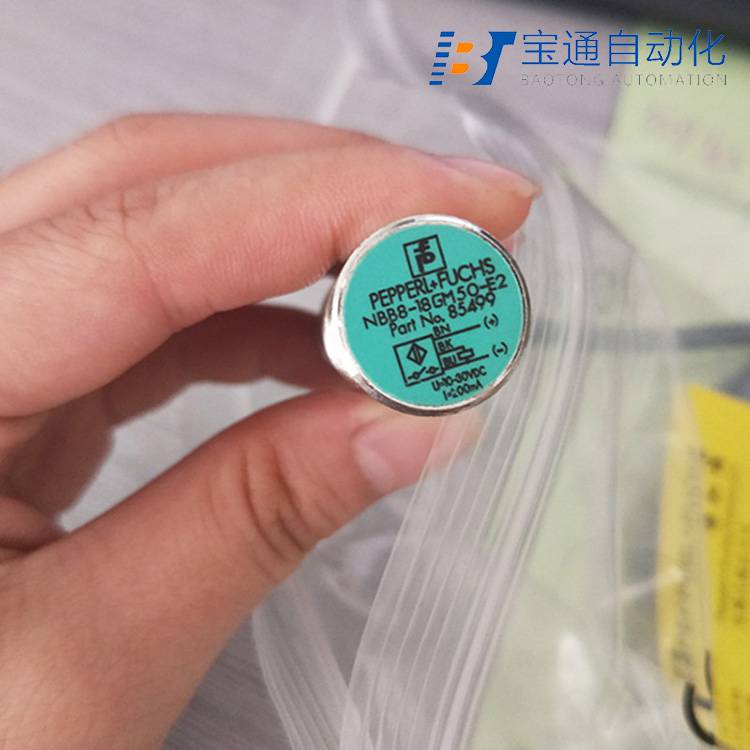 宝通自动化
BAOTONG AUTOMATION
PEPPERL+FUCHS
NBB8-18GM50-E2
Part No. 85499
BN (+)
BK
BU (-)
U=10-30VDC
I=200mA